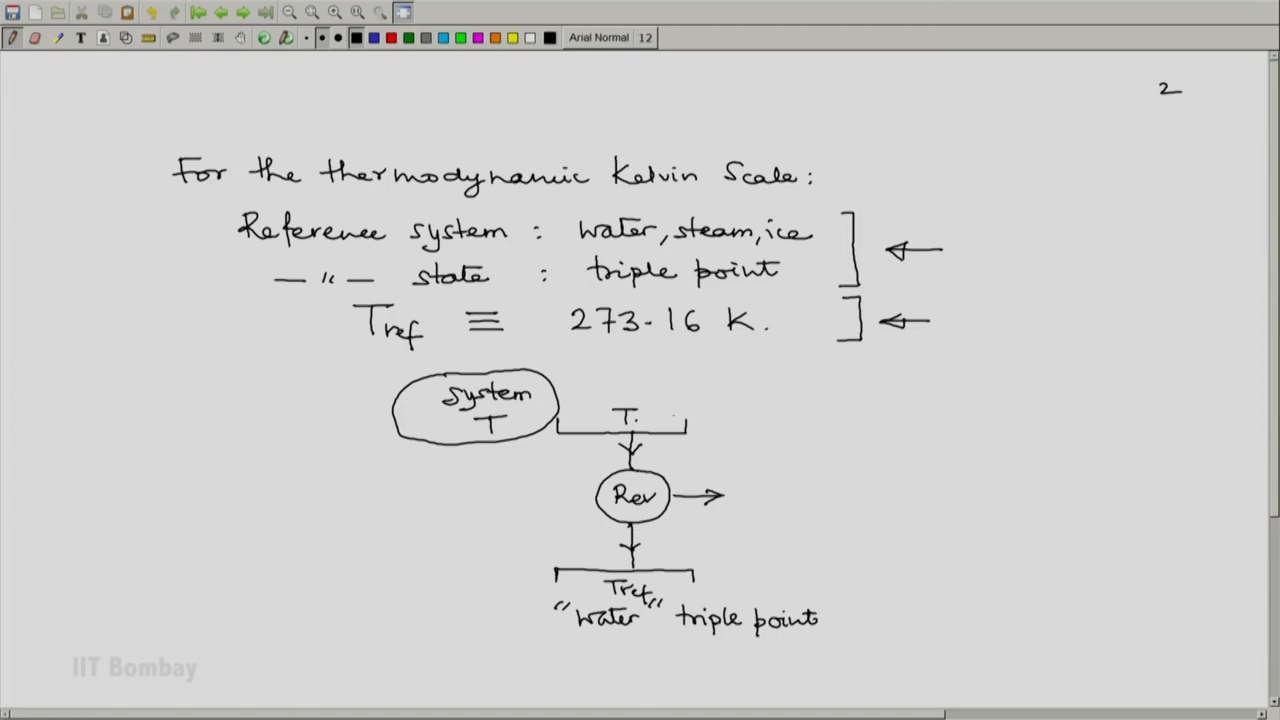 Arial Normal 12
2
For the thermodynamic Kelvin Scale:
Reference system : water, steam, ice
— " — state : triple point
Tref ≡ 273.16 K.
System
T
T.
Rev
Tref
"water" triple point
IIT Bombay